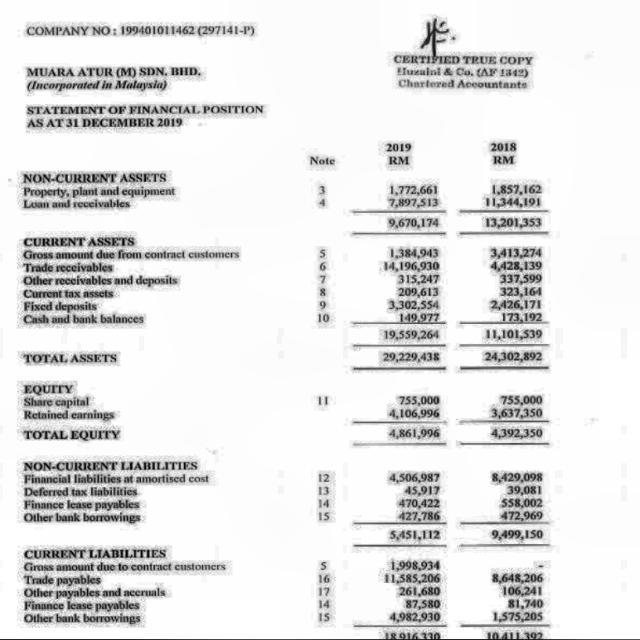 COMPANY NO : 199401011462 (297141-P)
CERTIFIED TRUE COPY
Huzaini & Co. (AF 1342)
Chartered Accountants
MUARA ATUR (M) SDN. BHD.
(Incorporated in Malaysia)
STATEMENT OF FINANCIAL POSITION
AS AT 31 DECEMBER 2019
2019 2018
Note RM RM
NON-CURRENT ASSETS
Property, plant and equipment 3 1,772,661 1,857,162
Loan and receivables 4 7,897,513 11,344,191
9,670,174 13,201,353
CURRENT ASSETS
Gross amount due from contract customers 5 1,384,943 3,413,274
Trade receivables 6 14,196,930 4,428,139
Other receivables and deposits 7 315,247 337,599
Current tax assets 8 209,613 323,164
Fixed deposits 9 3,302,554 2,426,171
Cash and bank balances 10 149,977 173,192
19,559,264 11,101,539
TOTAL ASSETS 29,229,438 24,302,892
EQUITY
Share capital 11 755,000 755,000
Retained earnings 4,106,996 3,637,350
TOTAL EQUITY 4,861,996 4,392,350
NON-CURRENT LIABILITIES
Financial liabilities at amortised cost 12 4,506,987 8,429,098
Deferred tax liabilities 13 45,917 39,081
Finance lease payables 14 470,422 558,002
Other bank borrowings 15 427,786 472,969
5,451,112 9,499,150
CURRENT LIABILITIES
Gross amount due to contract customers 5 1,998,934 -
Trade payables 16 11,585,206 8,648,206
Other payables and accruals 17 261,680 106,241
Finance lease payables 14 87,580 81,740
Other bank borrowings 15 4,982,930 1,575,205
18,916,330 10,411,392